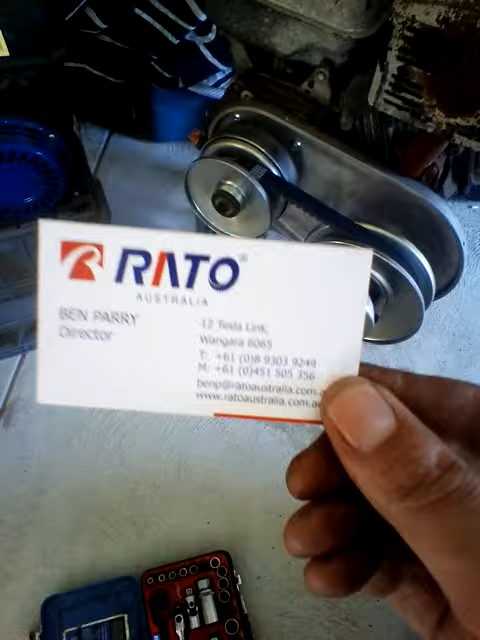 RATO®
AUSTRALIA
BEN PARRY
Director
12 Tesla Link,
Wangara 6065
T: +61 (0)8 9303 9249
M: +61 (0)451 505 356
benp@ratoaustralia.com.
www.ratoaustralia.com.au